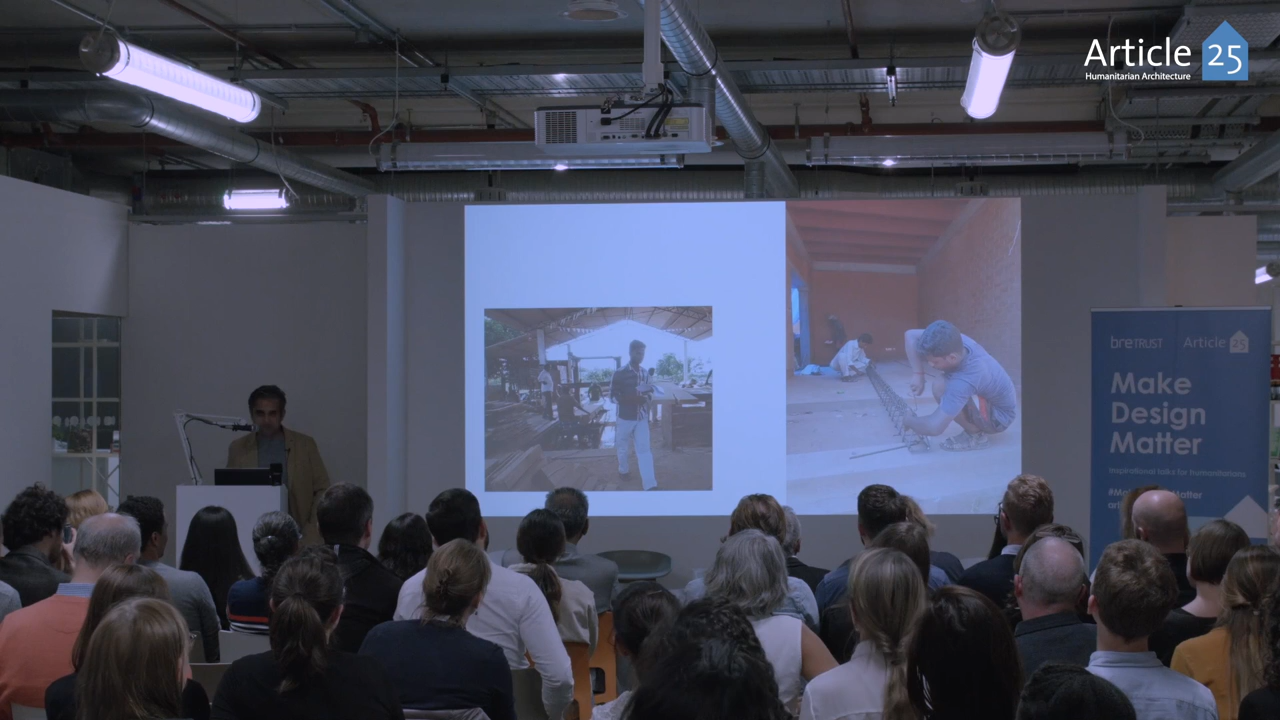 Article 25
Humanitarian Architecture
bre TRUST Article 25
Make
Design
Matter
Inspirational talks for humanitarians